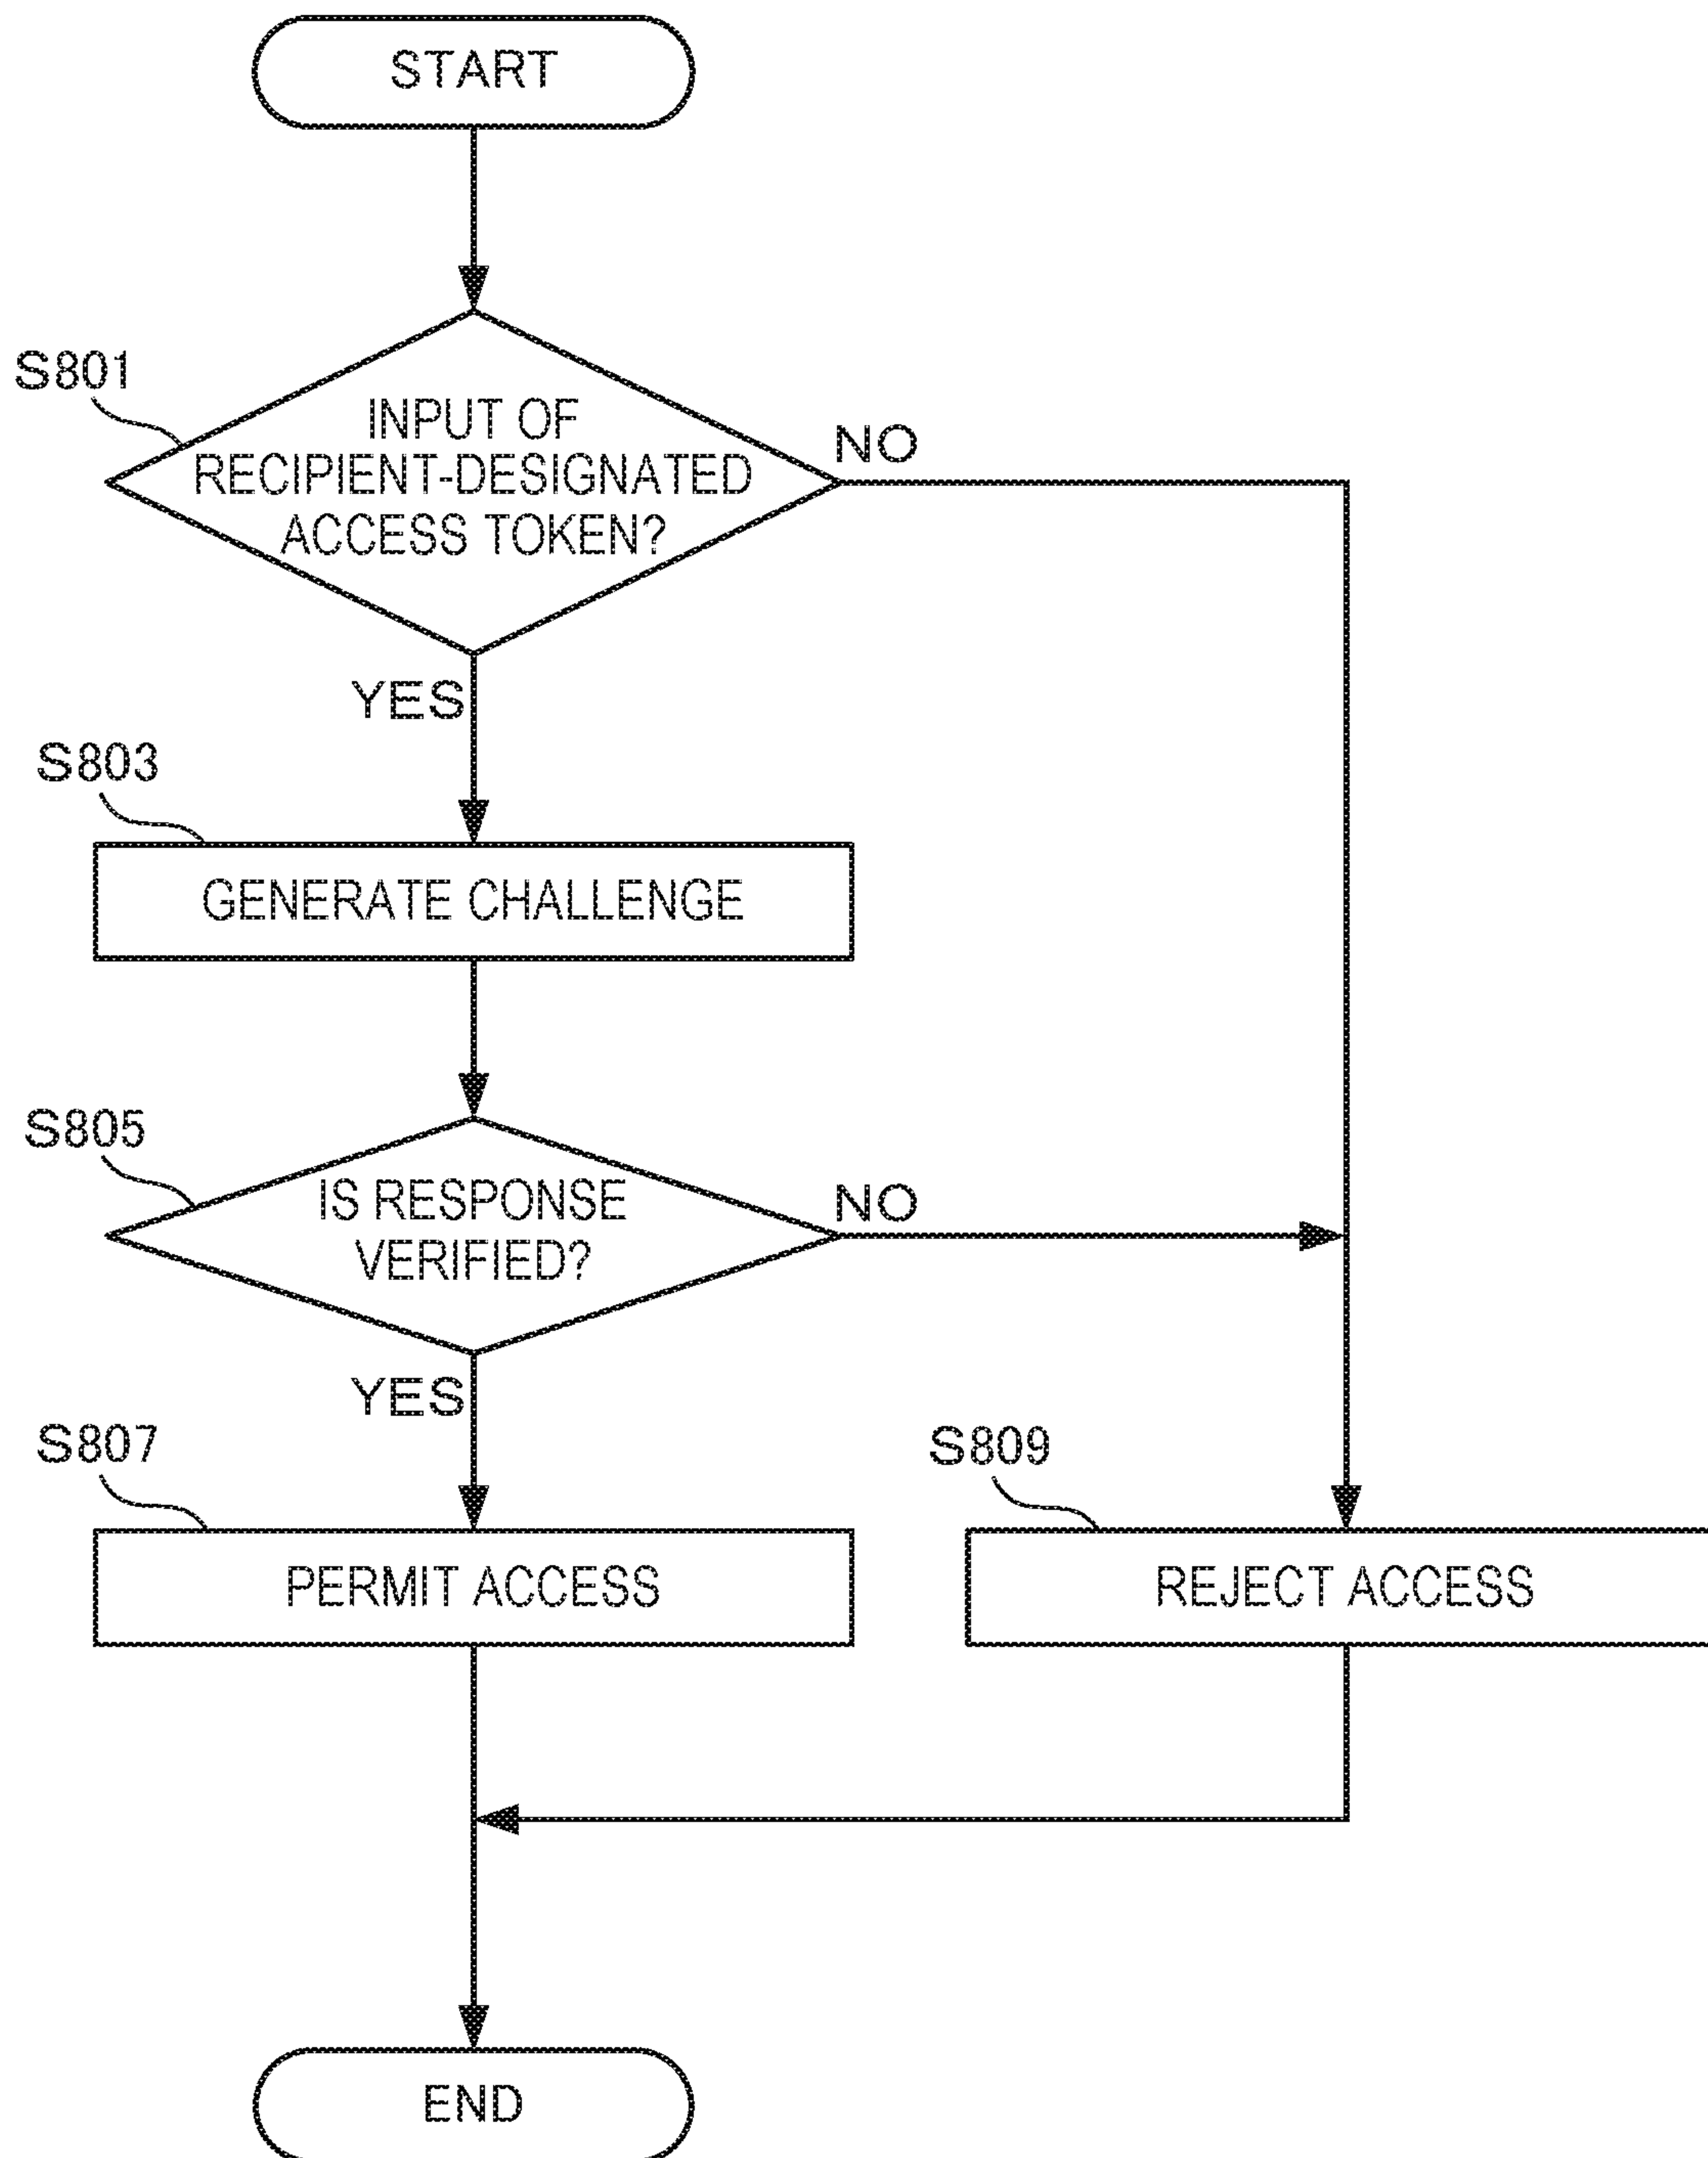 START
S801
INPUT OF
RECIPIENT-DESIGNATED
ACCESS TOKEN?
NO
YES
S803
GENERATE CHALLENGE
S805
IS RESPONSE
VERIFIED?
NO
YES
S807
PERMIT ACCESS
S809
REJECT ACCESS
END